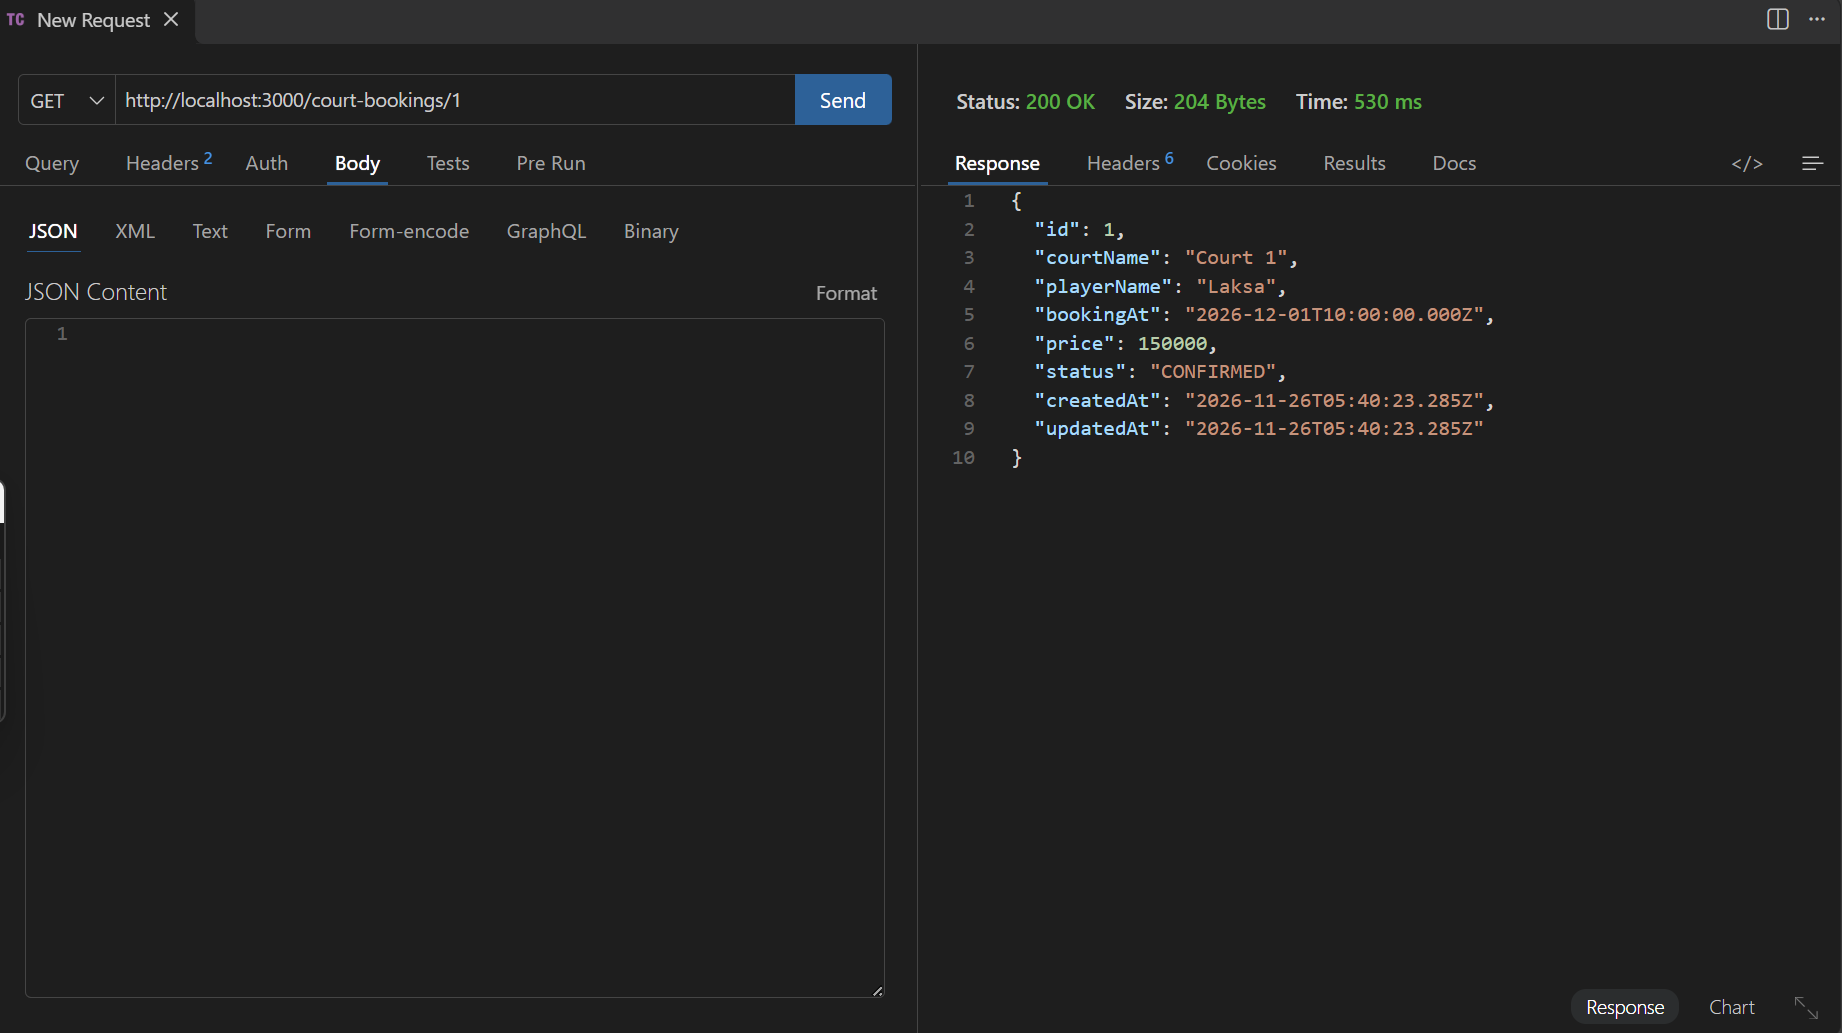 TC New Request
GET http://localhost:3000/court-bookings/1 Send
Query Headers 2 Auth Body Tests Pre Run
JSON XML Text Form Form-encode GraphQL Binary
JSON Content Format
1
Status: 200 OK Size: 204 Bytes Time: 530 ms
Response Headers 6 Cookies Results Docs </>
1 {
2 "id": 1,
3 "courtName": "Court 1",
4 "playerName": "Laksa",
5 "bookingAt": "2026-12-01T10:00:00.000Z",
6 "price": 150000,
7 "status": "CONFIRMED",
8 "createdAt": "2026-11-26T05:40:23.285Z",
9 "updatedAt": "2026-11-26T05:40:23.285Z"
10 }
Response Chart